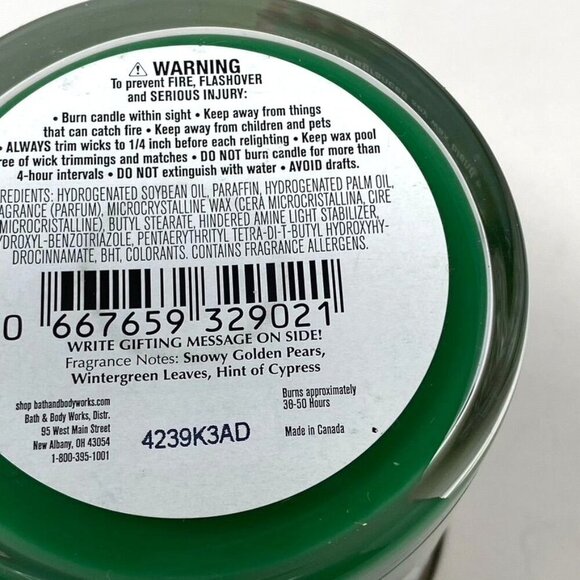 ⚠ WARNING
To prevent FIRE, FLASHOVER
and SERIOUS INJURY:
• Burn candle within sight • Keep away from things
that can catch fire • Keep away from children and pets
• ALWAYS trim wicks to 1/4 inch before each relighting • Keep wax pool
ree of wick trimmings and matches • DO NOT burn candle for more than
4-hour intervals • DO NOT extinguish with water • AVOID drafts.
REDIENTS: HYDROGENATED SOYBEAN OIL, PARAFFIN, HYDROGENATED PALM OIL,
AGRANCE (PARFUM), MICROCRYSTALLINE WAX (CERA MICROCRISTALLINA, CIRE
MICROCRISTALLINE), BUTYL STEARATE, HINDERED AMINE LIGHT STABILIZER,
YDROXYL-BENZOTRIAZOLE, PENTAERYTHRITYL TETRA-DI-T-BUTYL HYDROXYHY-
DROCINNAMATE, BHT, COLORANTS. CONTAINS FRAGRANCE ALLERGENS.
0 667659 329021
WRITE GIFTING MESSAGE ON SIDE!
Fragrance Notes: Snowy Golden Pears,
Wintergreen Leaves, Hint of Cypress
shop bathandbodyworks.com
Bath & Body Works, Distr.
95 West Main Street
New Albany, OH 43054
1-800-395-1001
4239K3AD
Burns approximately
30-50 Hours
Made in Canada